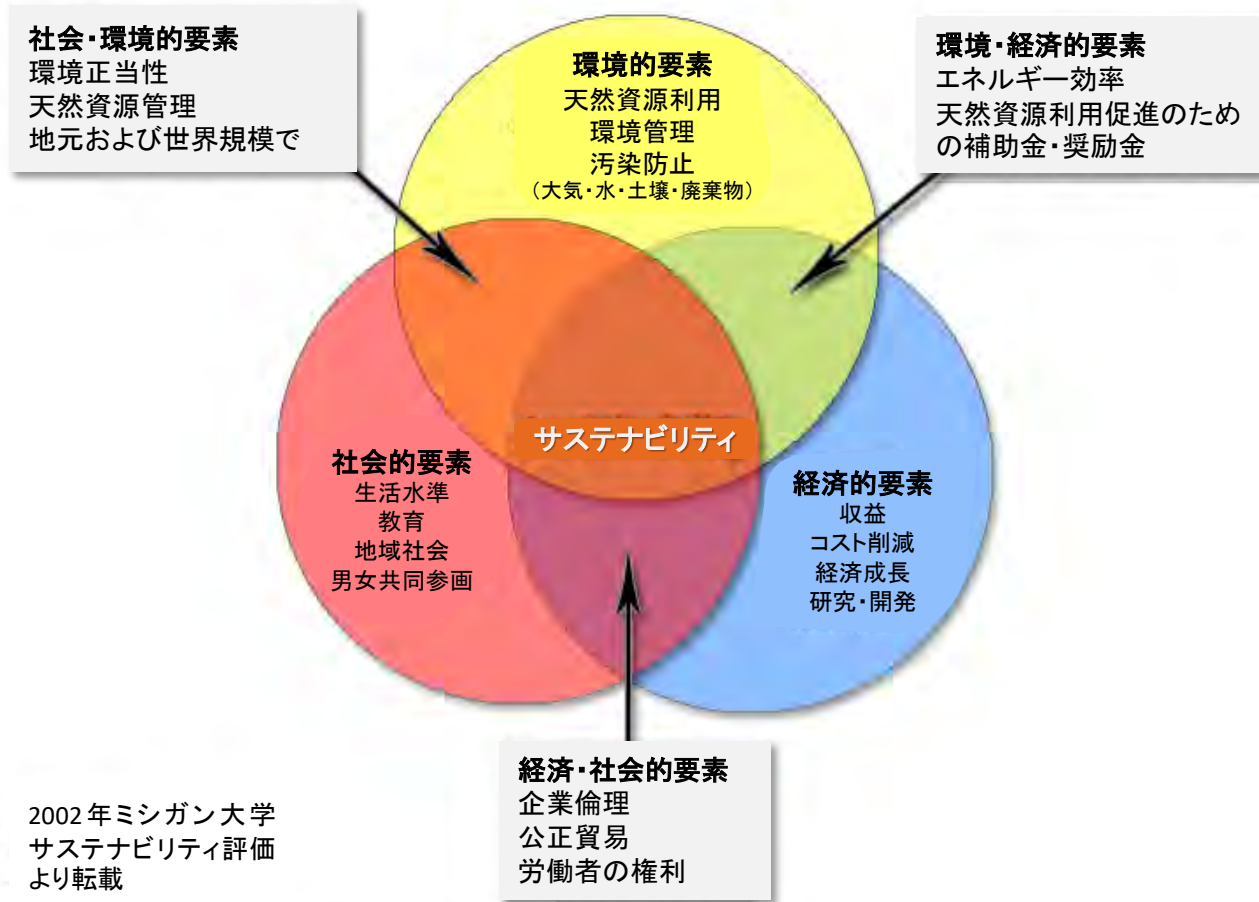 社会・環境的要素
環境正当性
天然資源管理
地元および世界規模で
環境的要素
天然資源利用
環境管理
汚染防止
（大気・水・土壌・廃棄物）
環境・経済的要素
エネルギー効率
天然資源利用促進のため
の補助金・奨励金
サステナビリティ
社会的要素
生活水準
教育
地域社会
男女共同参画
経済的要素
収益
コスト削減
経済成長
研究・開発
経済・社会的要素
企業倫理
公正貿易
労働者の権利
2002年ミシガン大学
サステナビリティ評価
より転載